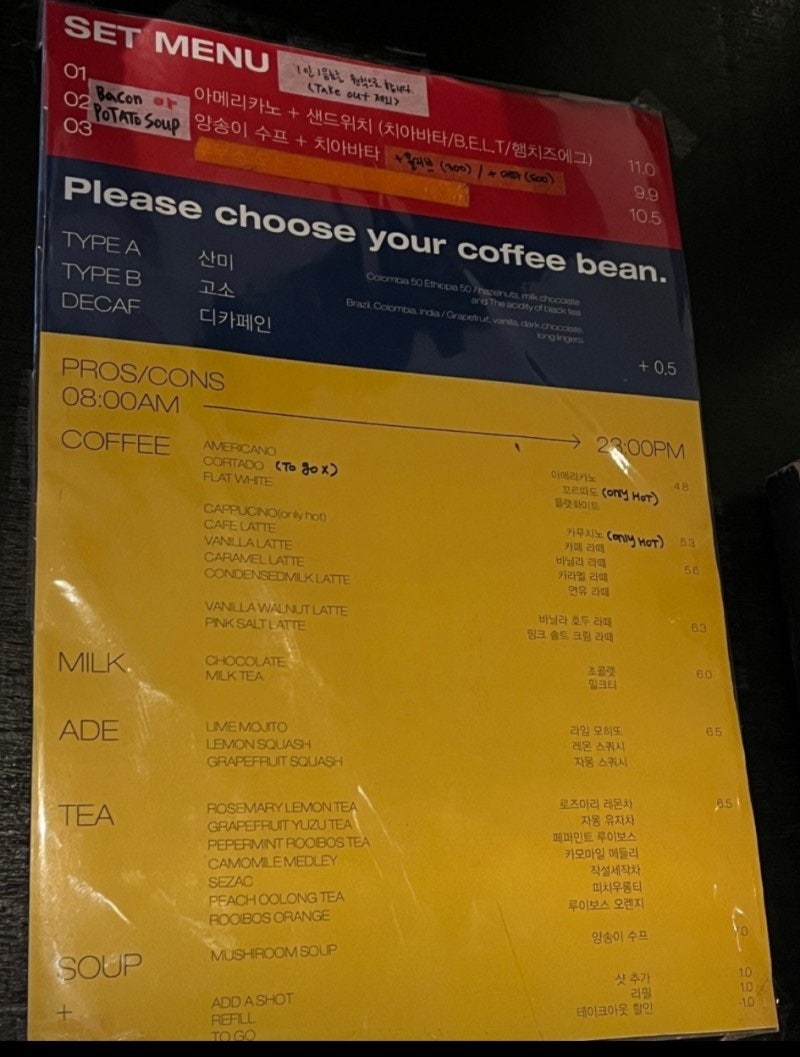 SET MENU
1인 1음료 원칙으로 합니다.
(Take out 제외)
01
02
03
Bacon or
POTATO SOUP
아메리카노 + 샌드위치 (치아바타/B.E.L.T/햄치즈에그)
양송이 수프 + 치아바타
+ 올리브 (700) / + (500)
11.0
9.9
10.5
Please choose your coffee bean.
TYPE A 산미
TYPE B 고소
DECAF 디카페인
Colombia 50 Ethiopa 50 / hazelnuts, milk chocolate
and The acidity of black tea
Brazil, Colombia, India / Grapefruit, vanilla, dark chocolate
long lingers
+ 0.5
PROS/CONS
08:00AM 23:00PM
COFFEE
AMERICANO 아메리카노 4.8
CORTADO (To go X) 꼬르따도 (only HOT)
FLAT WHITE 플랫화이트
CAPPUCINO(only hot) 카푸치노 (only HOT) 5.3
CAFE LATTE 카페 라떼
VANILLA LATTE 바닐라 라떼 5.8
CARAMEL LATTE 카라멜 라떼
CONDENSEDMILK LATTE 연유 라떼
VANILLA WALNUT LATTE 바닐라 호두 라떼 6.3
PINK SALT LATTE 핑크 솔트 크림 라떼
MILK
CHOCOLATE 초콜렛 6.0
MILK TEA 밀크티
ADE
LIME MOJITO 라임 모히또 6.5
LEMON SQUASH 레몬 스쿼시
GRAPEFRUIT SQUASH 자몽 스쿼시
TEA
ROSEMARY LEMON TEA 로즈마리 레몬차 6.5
GRAPEFRUIT YUZU TEA 자몽 유자차
PEPERMINT ROOIBOS TEA 페퍼민트 루이보스
CAMOMILE MEDLEY 카모마일 메들리
SEZAC 작설세작차
PEACH OOLONG TEA 피치우롱티
ROOIBOS ORANGE 루이보스 오렌지
SOUP
MUSHIROOM SOUP 양송이 수프
+
ADD A SHOT 샷 추가 1.0
REFILL 리필 1.0
TO GO 테이크아웃 할인 -1.0